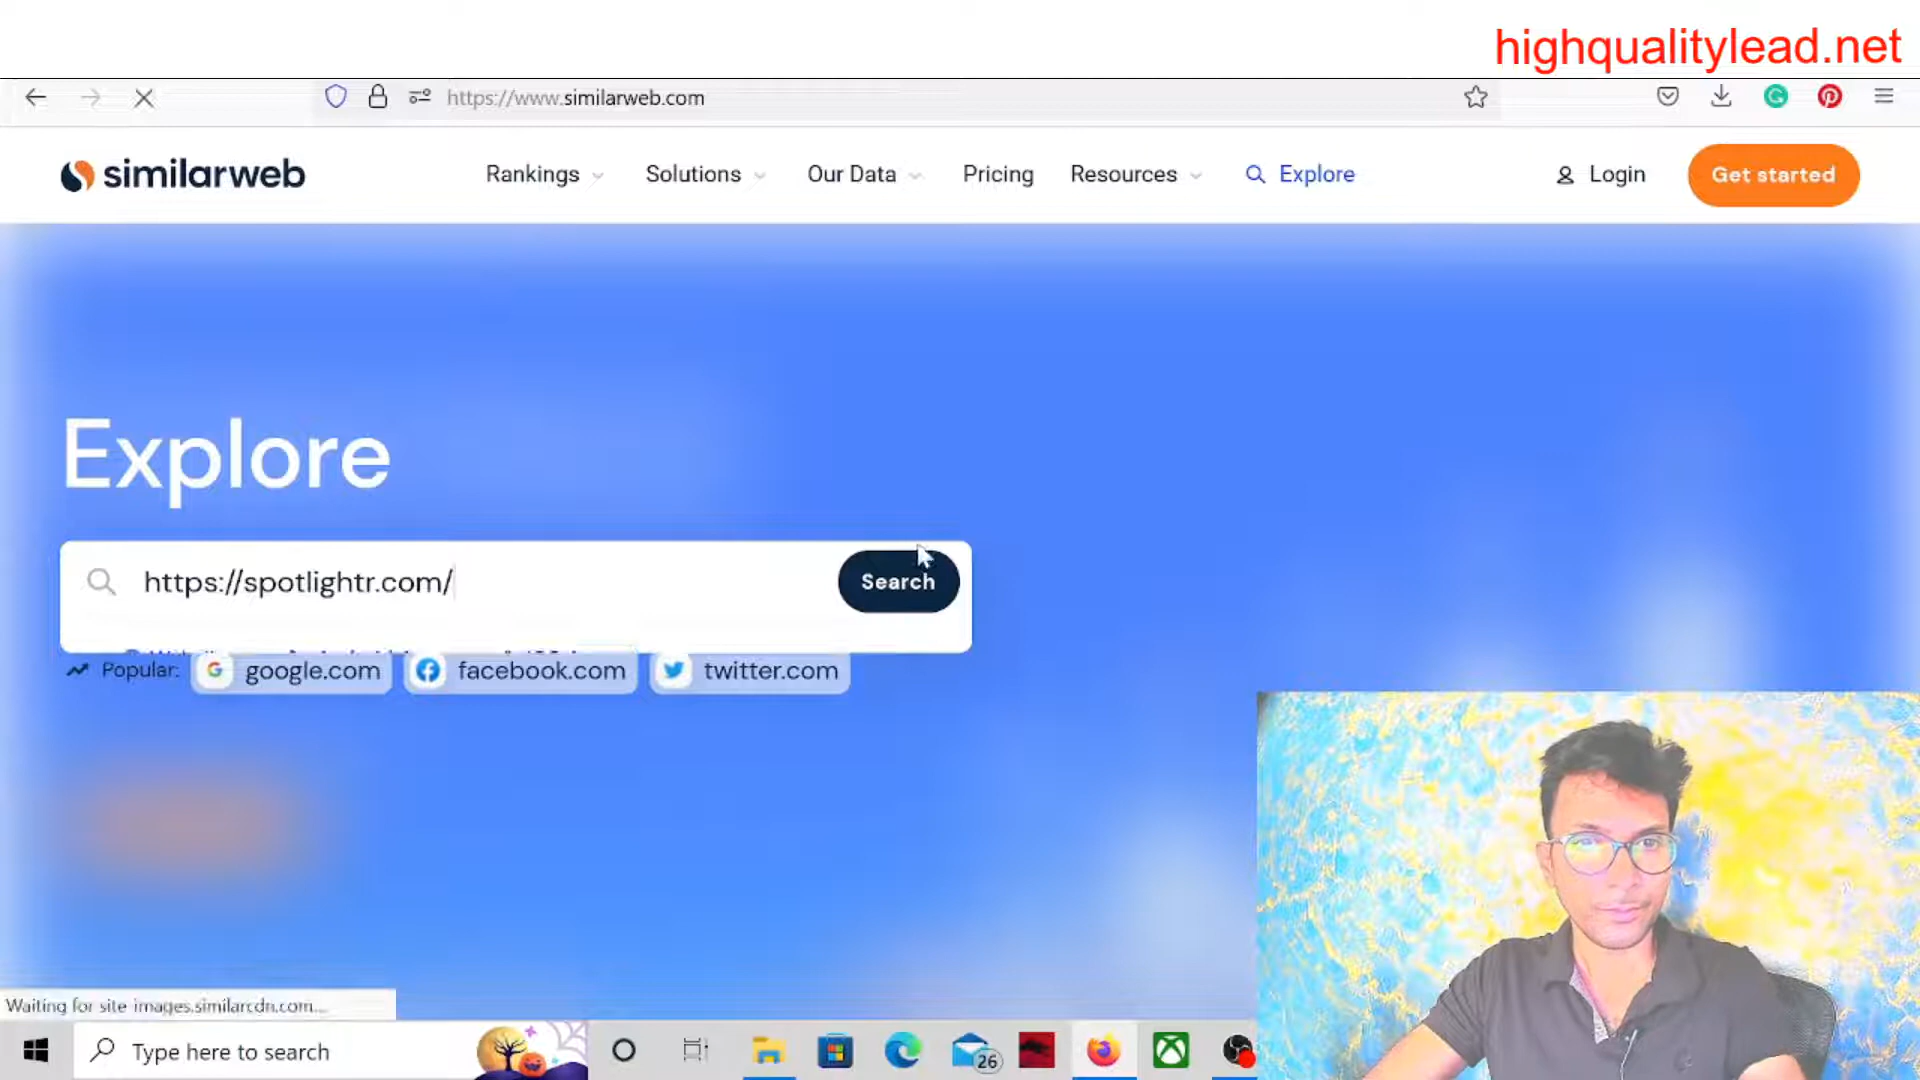 highqualitylead.net
https://www.similarweb.com
similarweb
Rankings
Solutions
Our Data
Pricing
Resources
Explore
Login
Get started
Explore
https://spotlightr.com/
Search
Popular:
google.com
facebook.com
twitter.com
Waiting for site images.similarcdn.com...
Type here to search
26